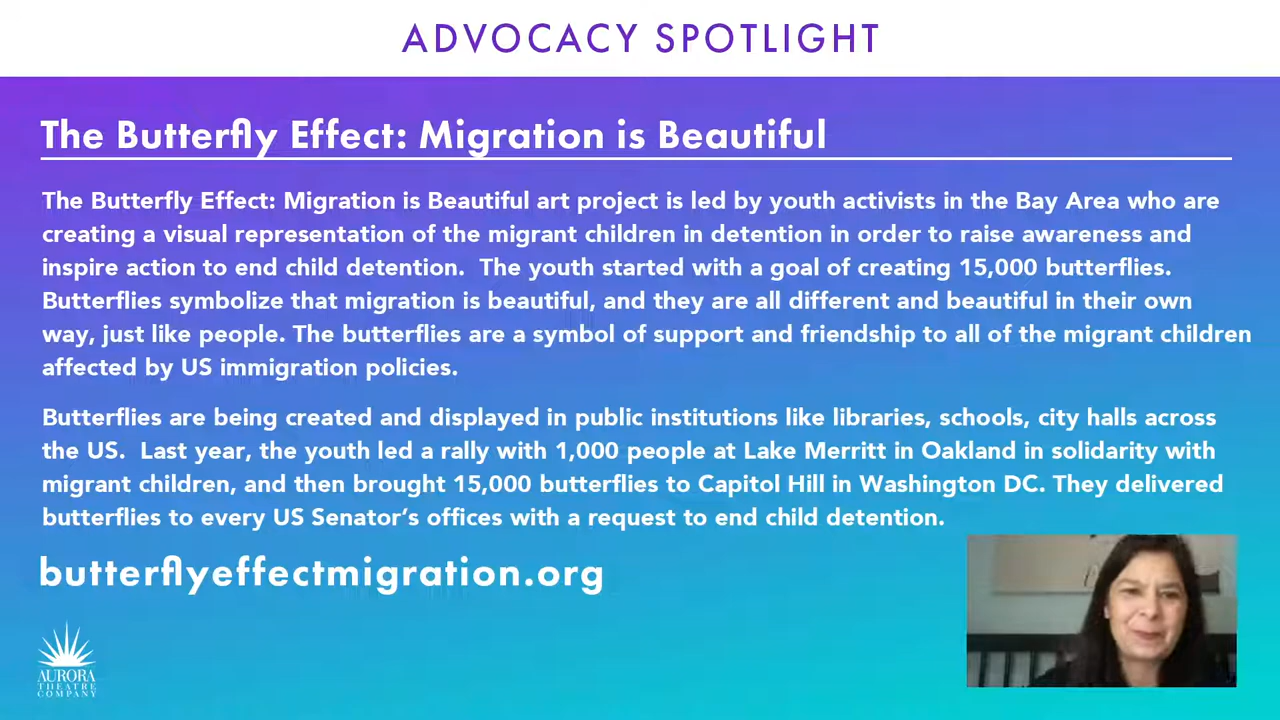 ADVOCACY SPOTLIGHT
The Butterfly Effect: Migration is Beautiful
The Butterfly Effect: Migration is Beautiful art project is led by youth activists in the Bay Area who are
creating a visual representation of the migrant children in detention in order to raise awareness and
inspire action to end child detention.  The youth started with a goal of creating 15,000 butterflies.
Butterflies symbolize that migration is beautiful, and they are all different and beautiful in their own
way, just like people. The butterflies are a symbol of support and friendship to all of the migrant children
affected by US immigration policies.
Butterflies are being created and displayed in public institutions like libraries, schools, city halls across
the US.  Last year, the youth led a rally with 1,000 people at Lake Merritt in Oakland in solidarity with
migrant children, and then brought 15,000 butterflies to Capitol Hill in Washington DC. They delivered
butterflies to every US Senator’s offices with a request to end child detention.
butterflyeffectmigration.org
AURORA
THEATRE
COMPANY